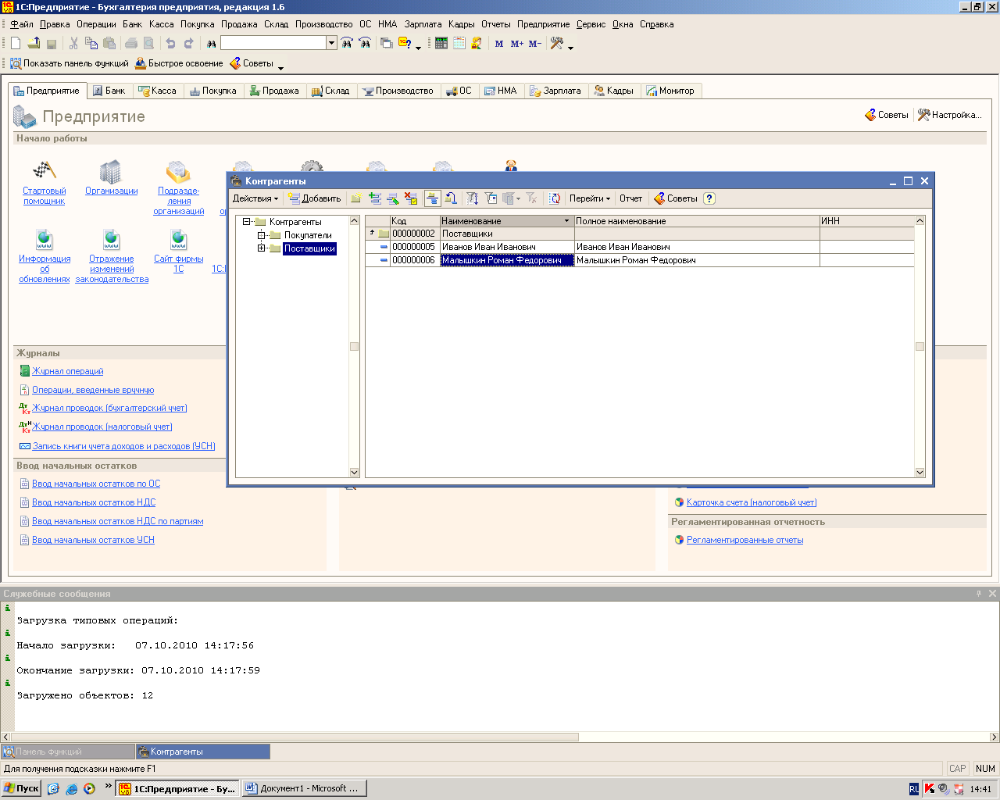 1С:Предприятие - Бухгалтерия предприятия, редакция 1.6
Файл Правка Операции Банк Касса Покупка Продажа Склад Производство ОС НМА Зарплата Кадры Отчеты Предприятие Сервис Окна Справка
М М+ М-
Показать панель функций Быстрое освоение Советы
Предприятие Банк Касса Покупка Продажа Склад Производство ОС НМА Зарплата Кадры Монитор
Предприятие Советы Настройка...
Начало работы
Стартовый помощник
Организации
Подразде-
ления
организаций
Информация
об
обновлениях
Отражение
изменений
законодательства
Сайт фирмы
1С
Контрагенты
Действия Добавить Перейти Отчет Советы
Контрагенты
Покупатели
Поставщики
Код Наименование Полное наименование ИНН
000000002 Поставщики
000000005 Иванов Иван Иванович Иванов Иван Иванович
000000006 Малышкин Роман Федорович Малышкин Роман Федорович
Журналы
Журнал операций
Операции, введенные вручную
Журнал проводок (бухгалтерский учет)
Журнал проводок (налоговый учет)
Запись книги учета доходов и расходов (УСН)
Ввод начальных остатков
Ввод начальных остатков по ОС
Ввод начальных остатков НДС
Ввод начальных остатков НДС по партиям
Ввод начальных остатков УСН
Карточка счета (налоговый учет)
Регламентированная отчетность
Регламентированные отчеты
Служебные сообщения
Загрузка типовых операций:
Начало загрузки: 07.10.2010 14:17:56
Окончание загрузки: 07.10.2010 14:17:59
Загружено объектов: 12
Панель функций Контрагенты
Для получения подсказки нажмите F1 CAP NUM
Пуск » 1С:Предприятие - Бу... Документ1 - Microsoft ... RU 14:41